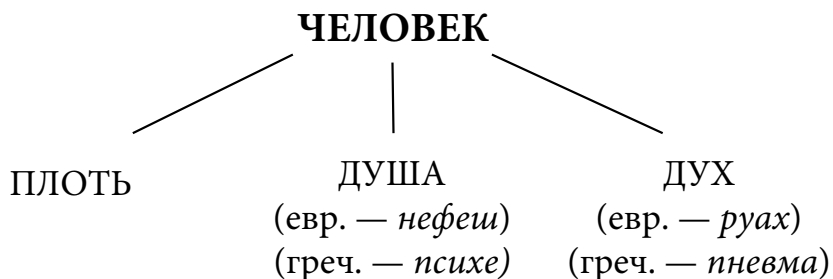 ЧЕЛОВЕК
ПЛОТЬ
ДУША
(евр. — нефеш)
(греч. — психе)
ДУХ
(евр. — руах)
(греч. — пневма)